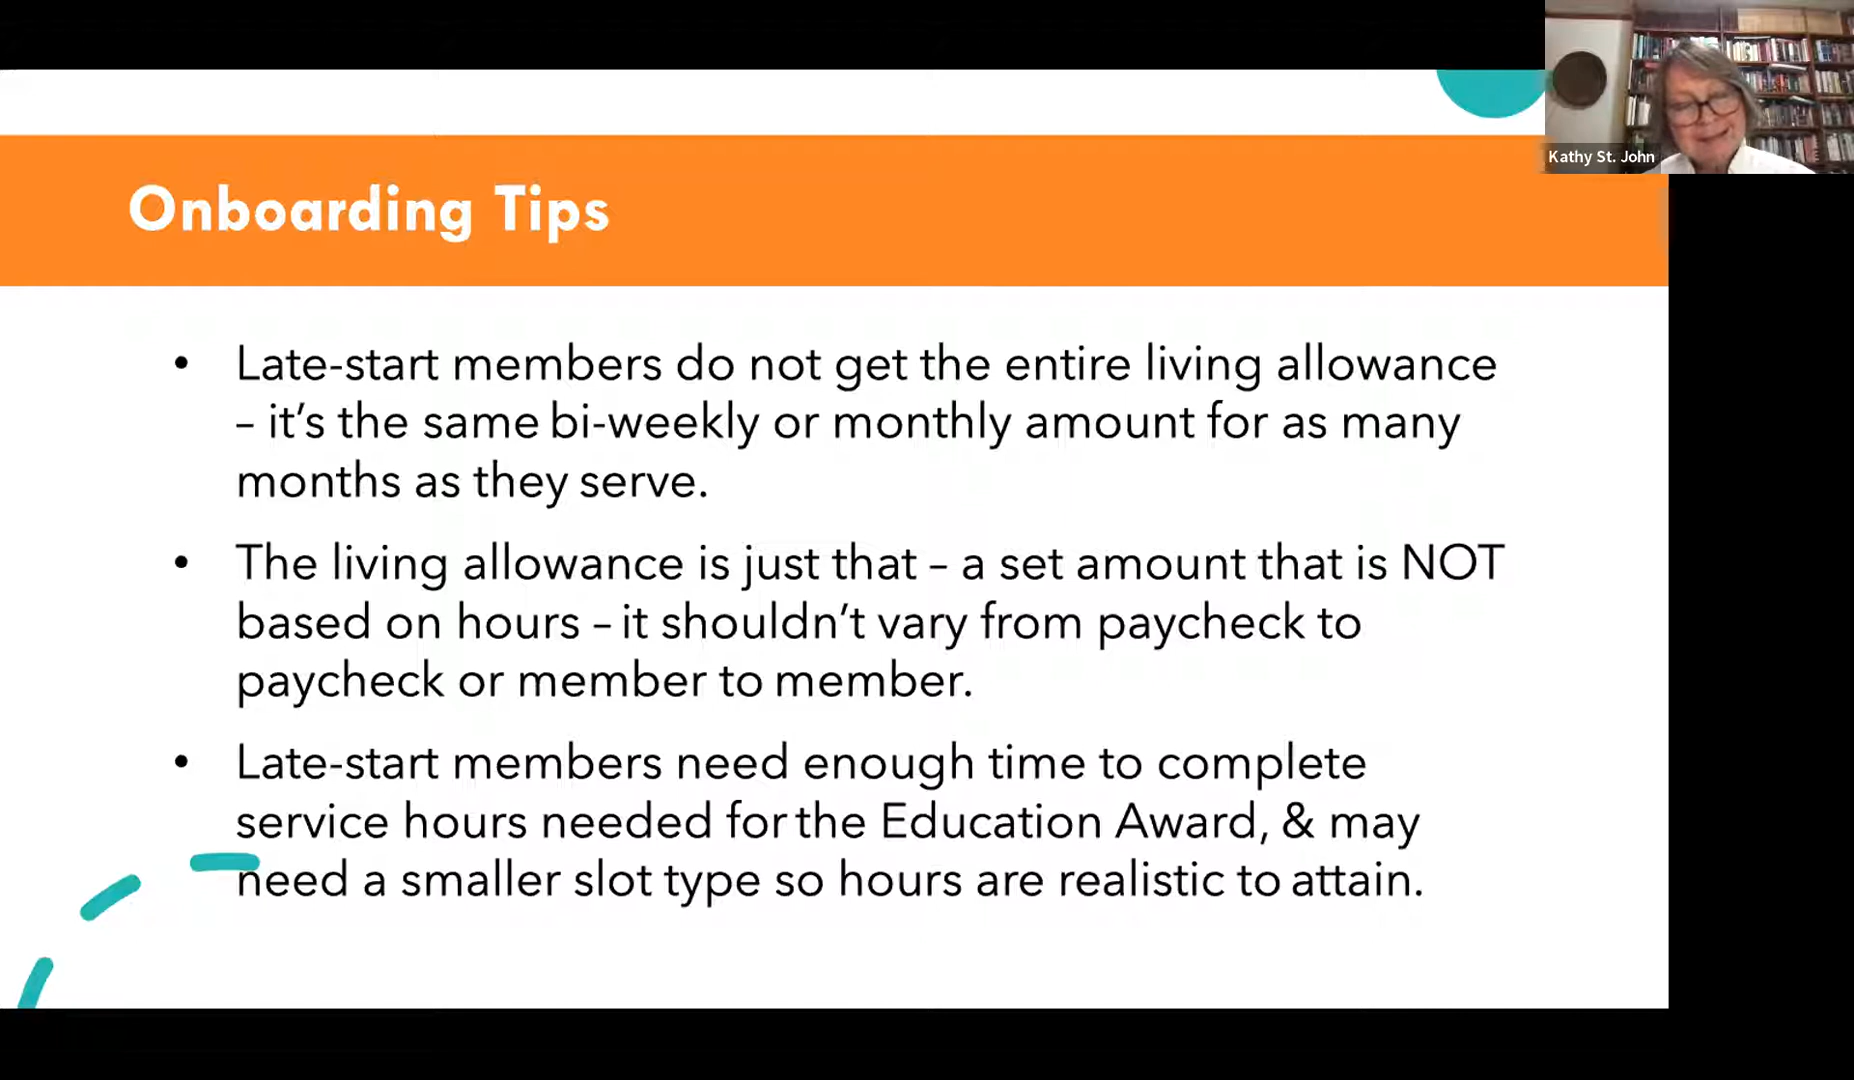 Kathy St. John
Onboarding Tips
• Late-start members do not get the entire living allowance
– it’s the same bi-weekly or monthly amount for as many
months as they serve.
• The living allowance is just that – a set amount that is NOT
based on hours – it shouldn’t vary from paycheck to
paycheck or member to member.
• Late-start members need enough time to complete
service hours needed for the Education Award, & may
need a smaller slot type so hours are realistic to attain.